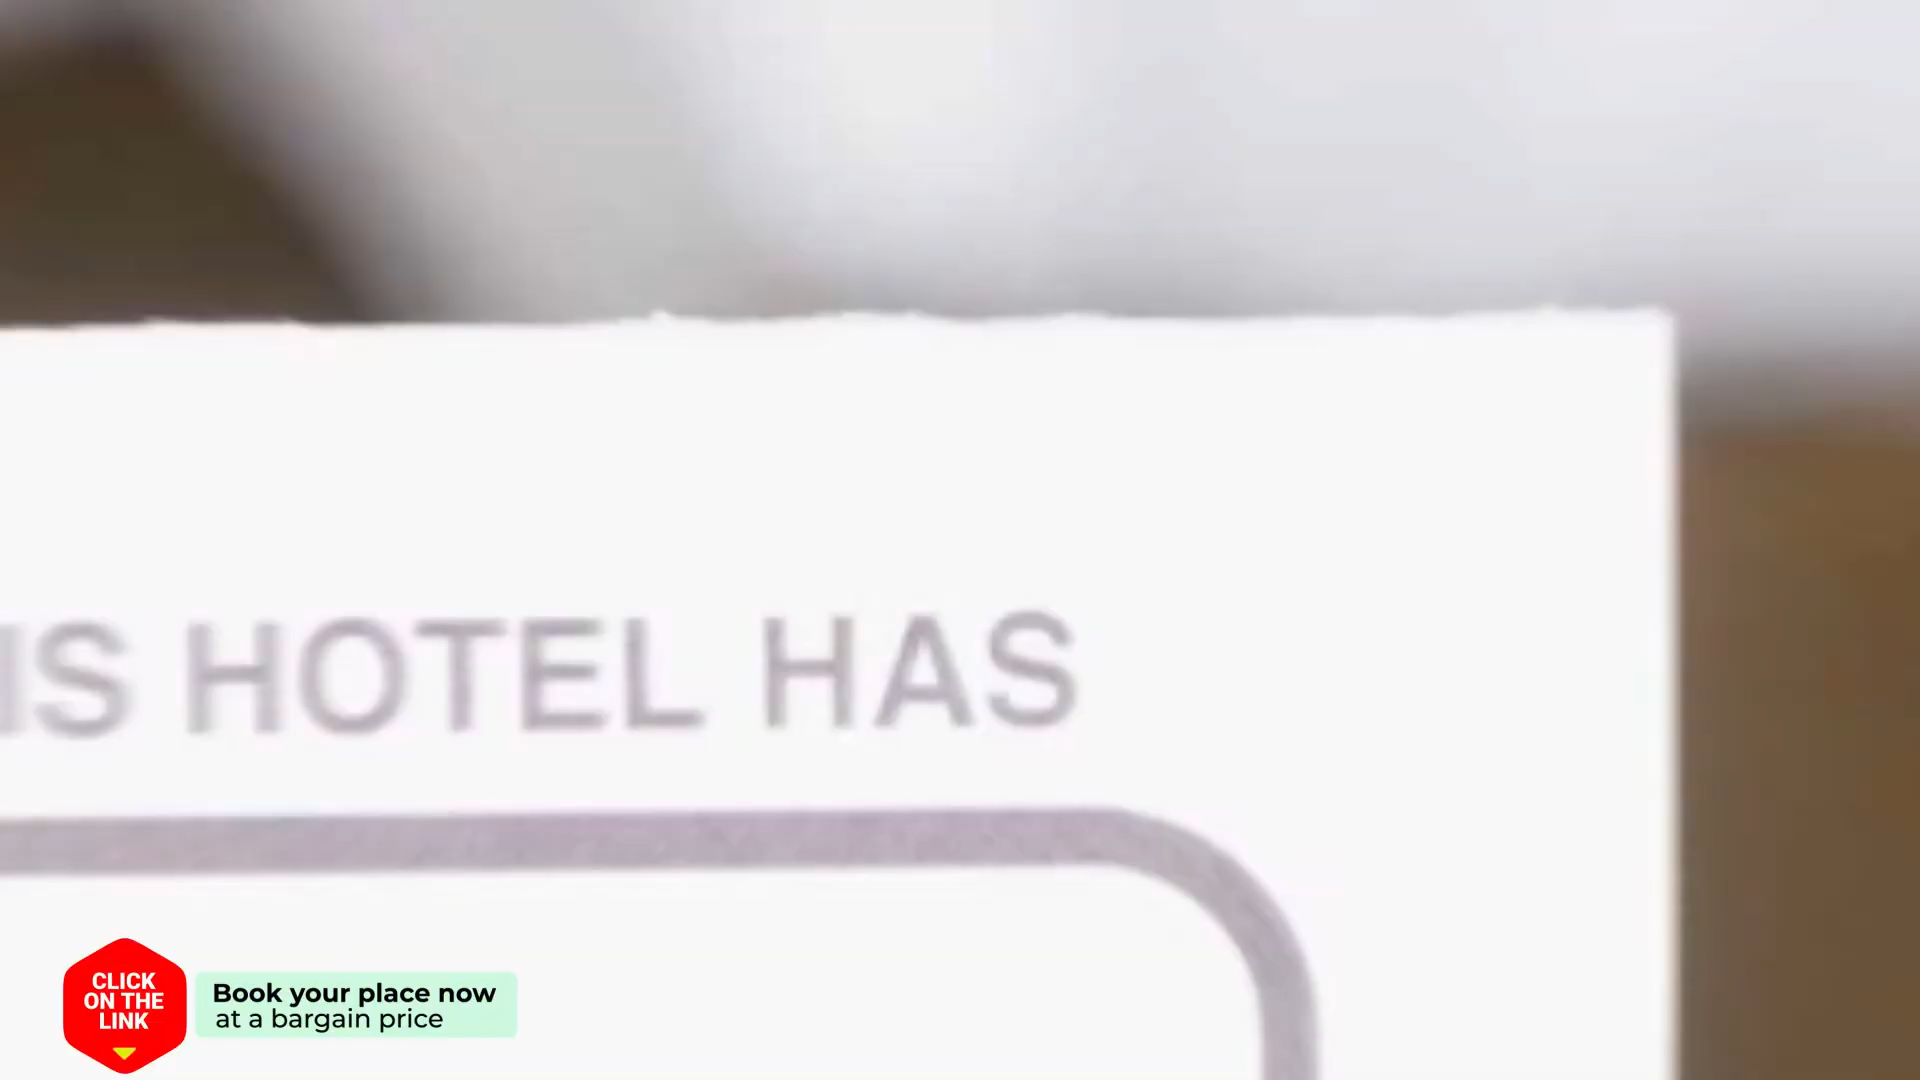 IS HOTEL HAS
CLICK
ON THE
LINK
Book your place now
at a bargain price